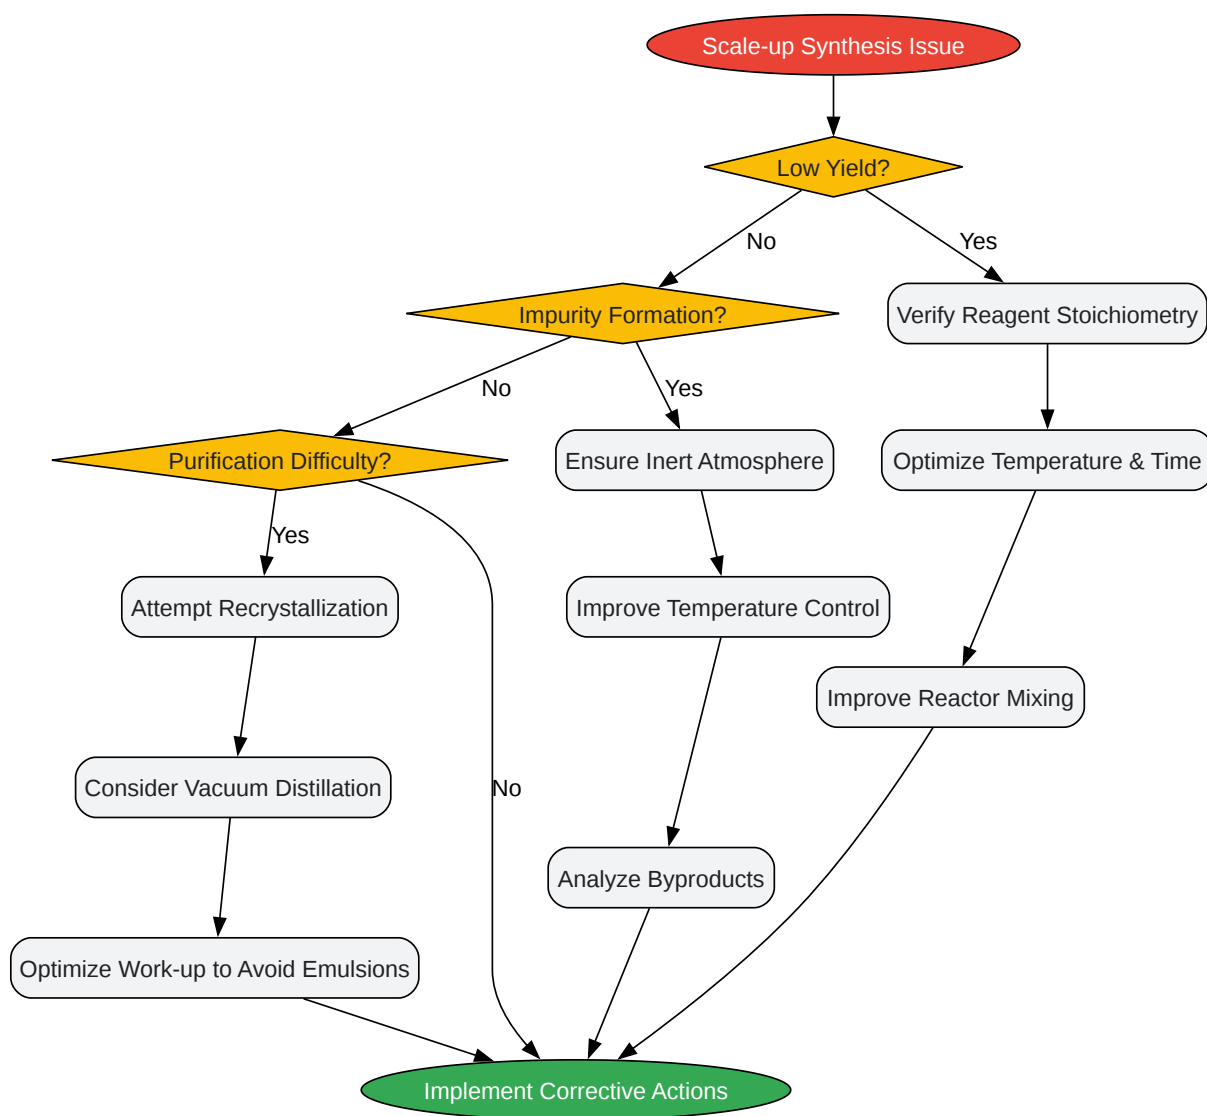 Scale-up Synthesis Issue
Low Yield?
No
Yes
Impurity Formation?
Verify Reagent Stoichiometry
No
Yes
Purification Difficulty?
Ensure Inert Atmosphere
Optimize Temperature & Time
Yes
Attempt Recrystallization
Improve Temperature Control
Improve Reactor Mixing
Consider Vacuum Distillation
No
Analyze Byproducts
Optimize Work-up to Avoid Emulsions
Implement Corrective Actions